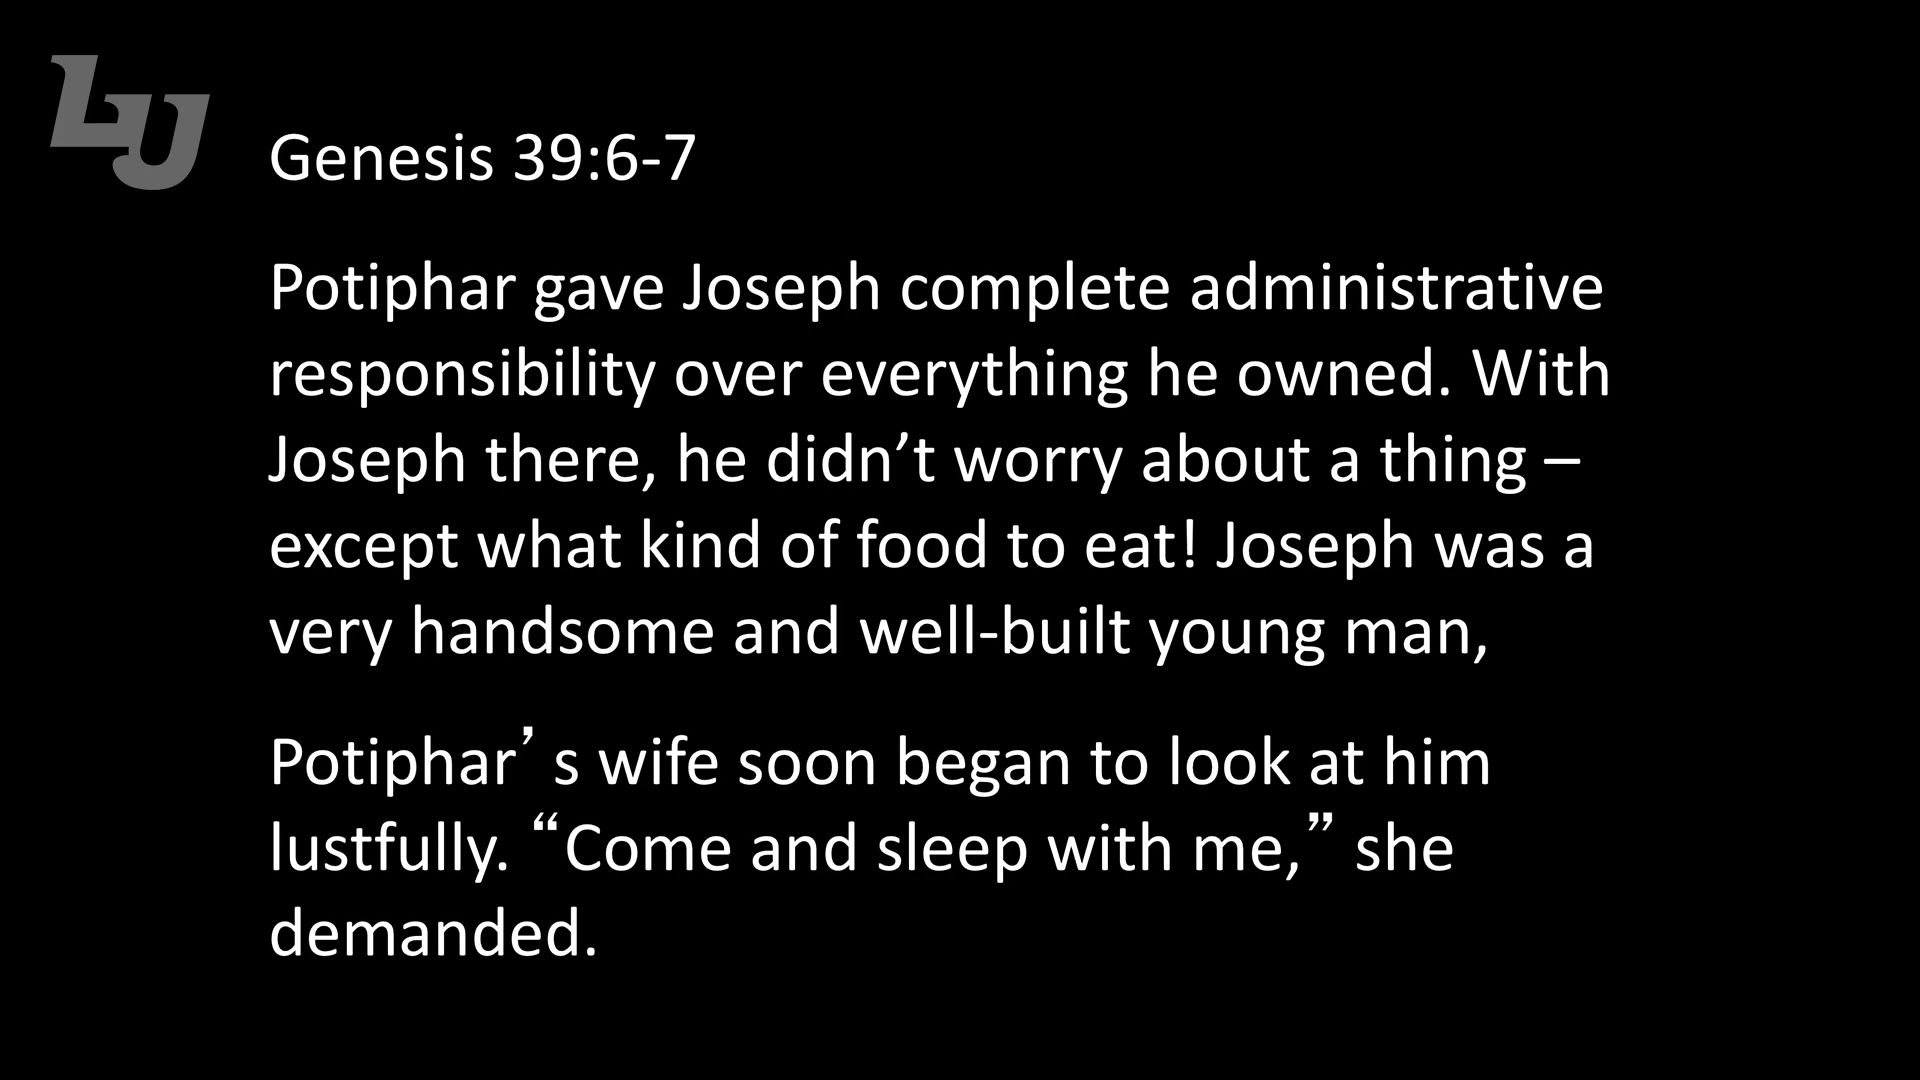 LU
Genesis 39:6-7
Potiphar gave Joseph complete administrative
responsibility over everything he owned. With
Joseph there, he didn’t worry about a thing –
except what kind of food to eat! Joseph was a
very handsome and well-built young man,
Potiphar’s wife soon began to look at him
lustfully. “Come and sleep with me,” she
demanded.